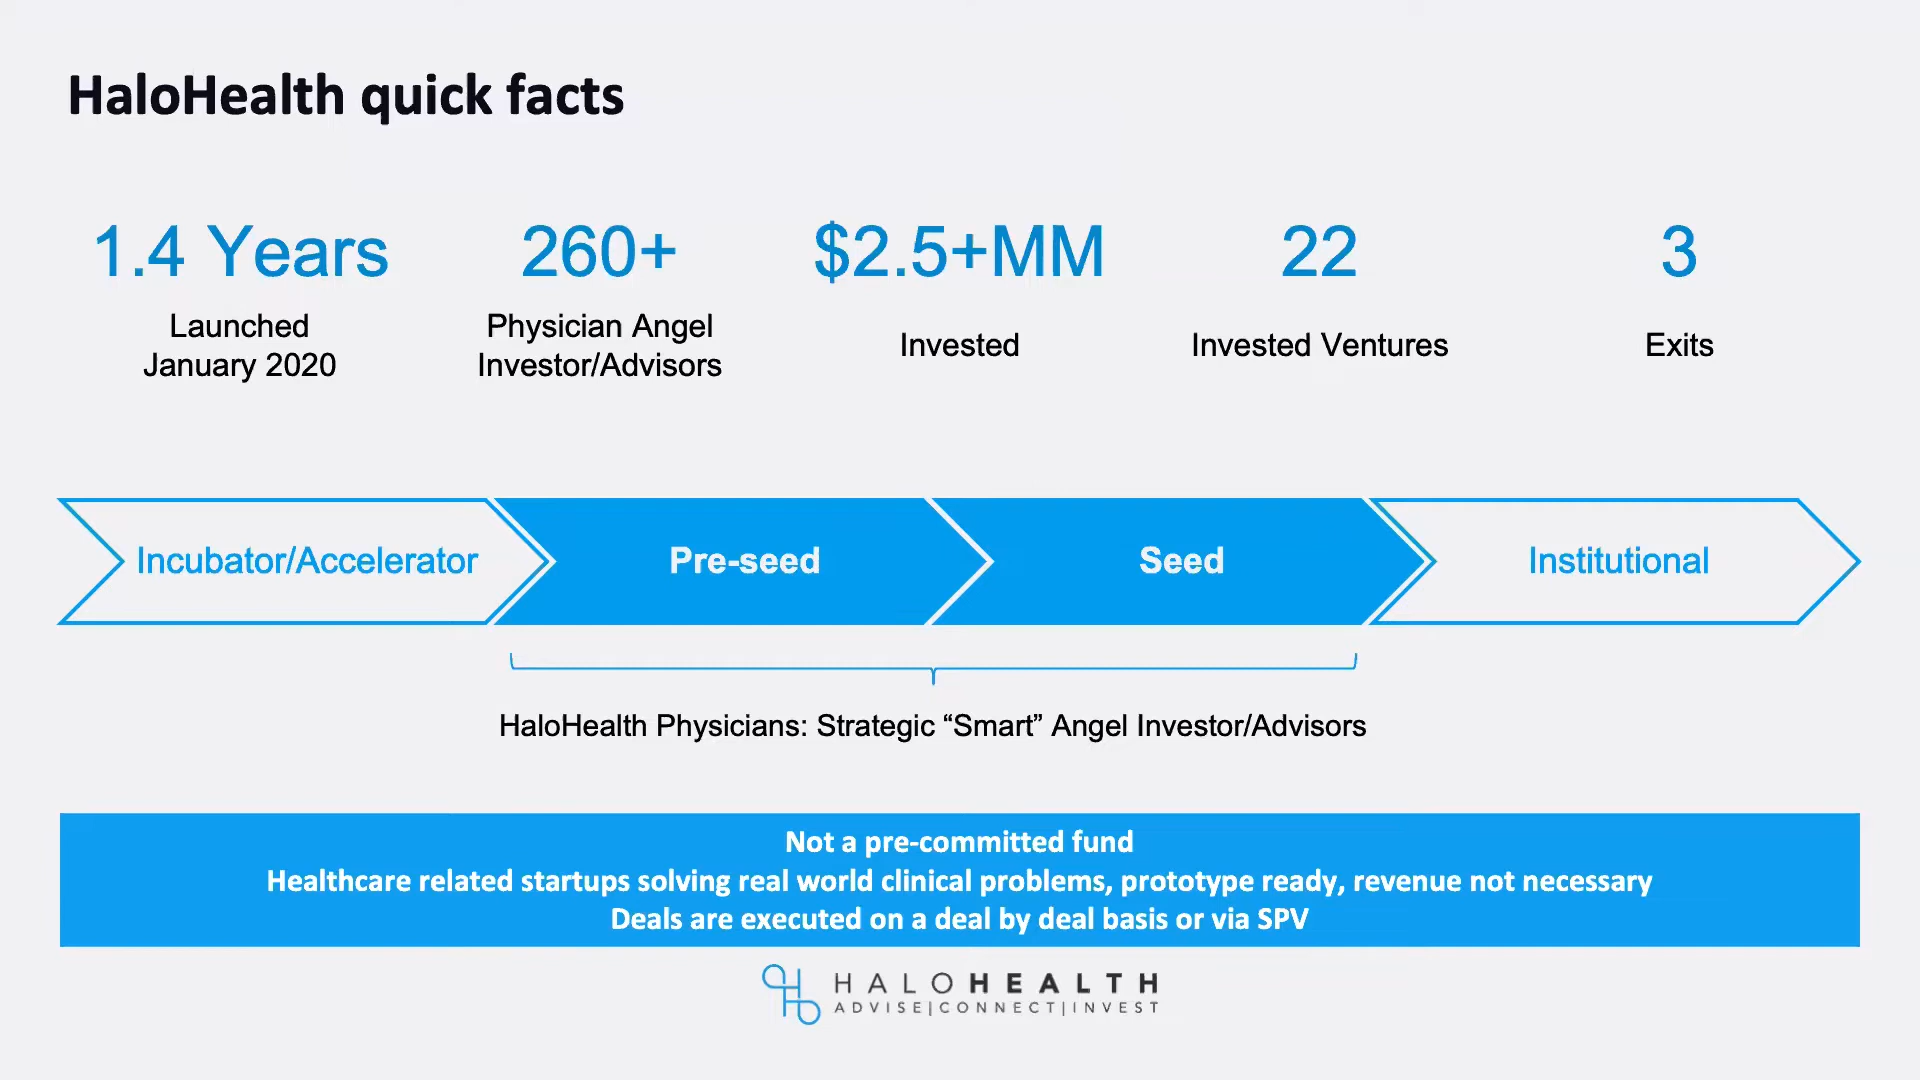 HaloHealth quick facts
1.4 Years
Launched
January 2020
260+
Physician Angel
Investor/Advisors
$2.5+MM
Invested
22
Invested Ventures
3
Exits
Incubator/Accelerator
Pre-seed
Seed
Institutional
HaloHealth Physicians: Strategic “Smart” Angel Investor/Advisors
Not a pre-committed fund
Healthcare related startups solving real world clinical problems, prototype ready, revenue not necessary
Deals are executed on a deal by deal basis or via SPV
HALOHEALTH
ADVISE|CONNECT|INVEST